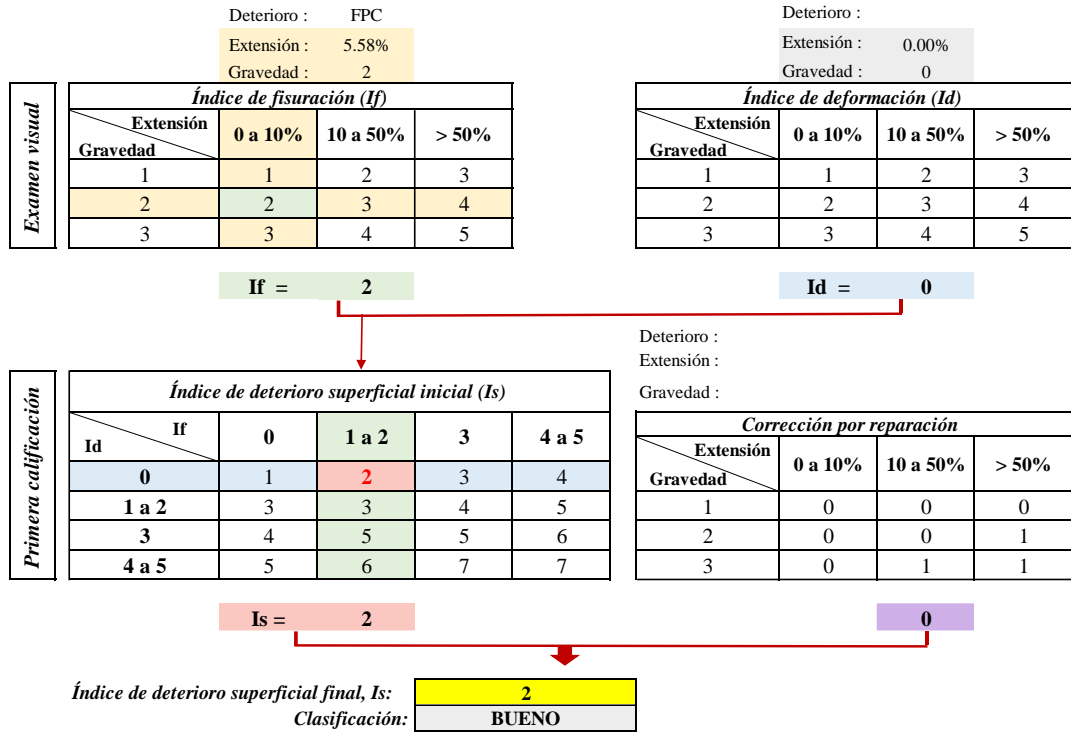 Deterioro : FPC
Extensión : 5.58%
Gravedad : 2
Deterioro :
Extensión : 0.00%
Gravedad : 0
Examen visual
Índice de fisuración (If)
Extensión
Gravedad
0 a 10% 10 a 50% > 50%
1 1 2 3
2 2 3 4
3 3 4 5
Índice de deformación (Id)
Extensión
Gravedad
0 a 10% 10 a 50% > 50%
1 1 2 3
2 2 3 4
3 3 4 5
If = 2
Id = 0
Primera calificación
Índice de deterioro superficial inicial (Is)
If
Id
0 1 a 2 3 4 a 5
0 1 2 3 4
1 a 2 3 3 4 5
3 4 5 5 6
4 a 5 5 6 7 7
Deterioro :
Extensión :
Gravedad :
Corrección por reparación
Extensión
Gravedad
0 a 10% 10 a 50% > 50%
1 0 0 0
2 0 0 1
3 0 1 1
Is = 2
0
Índice de deterioro superficial final, Is: 2
Clasificación: BUENO